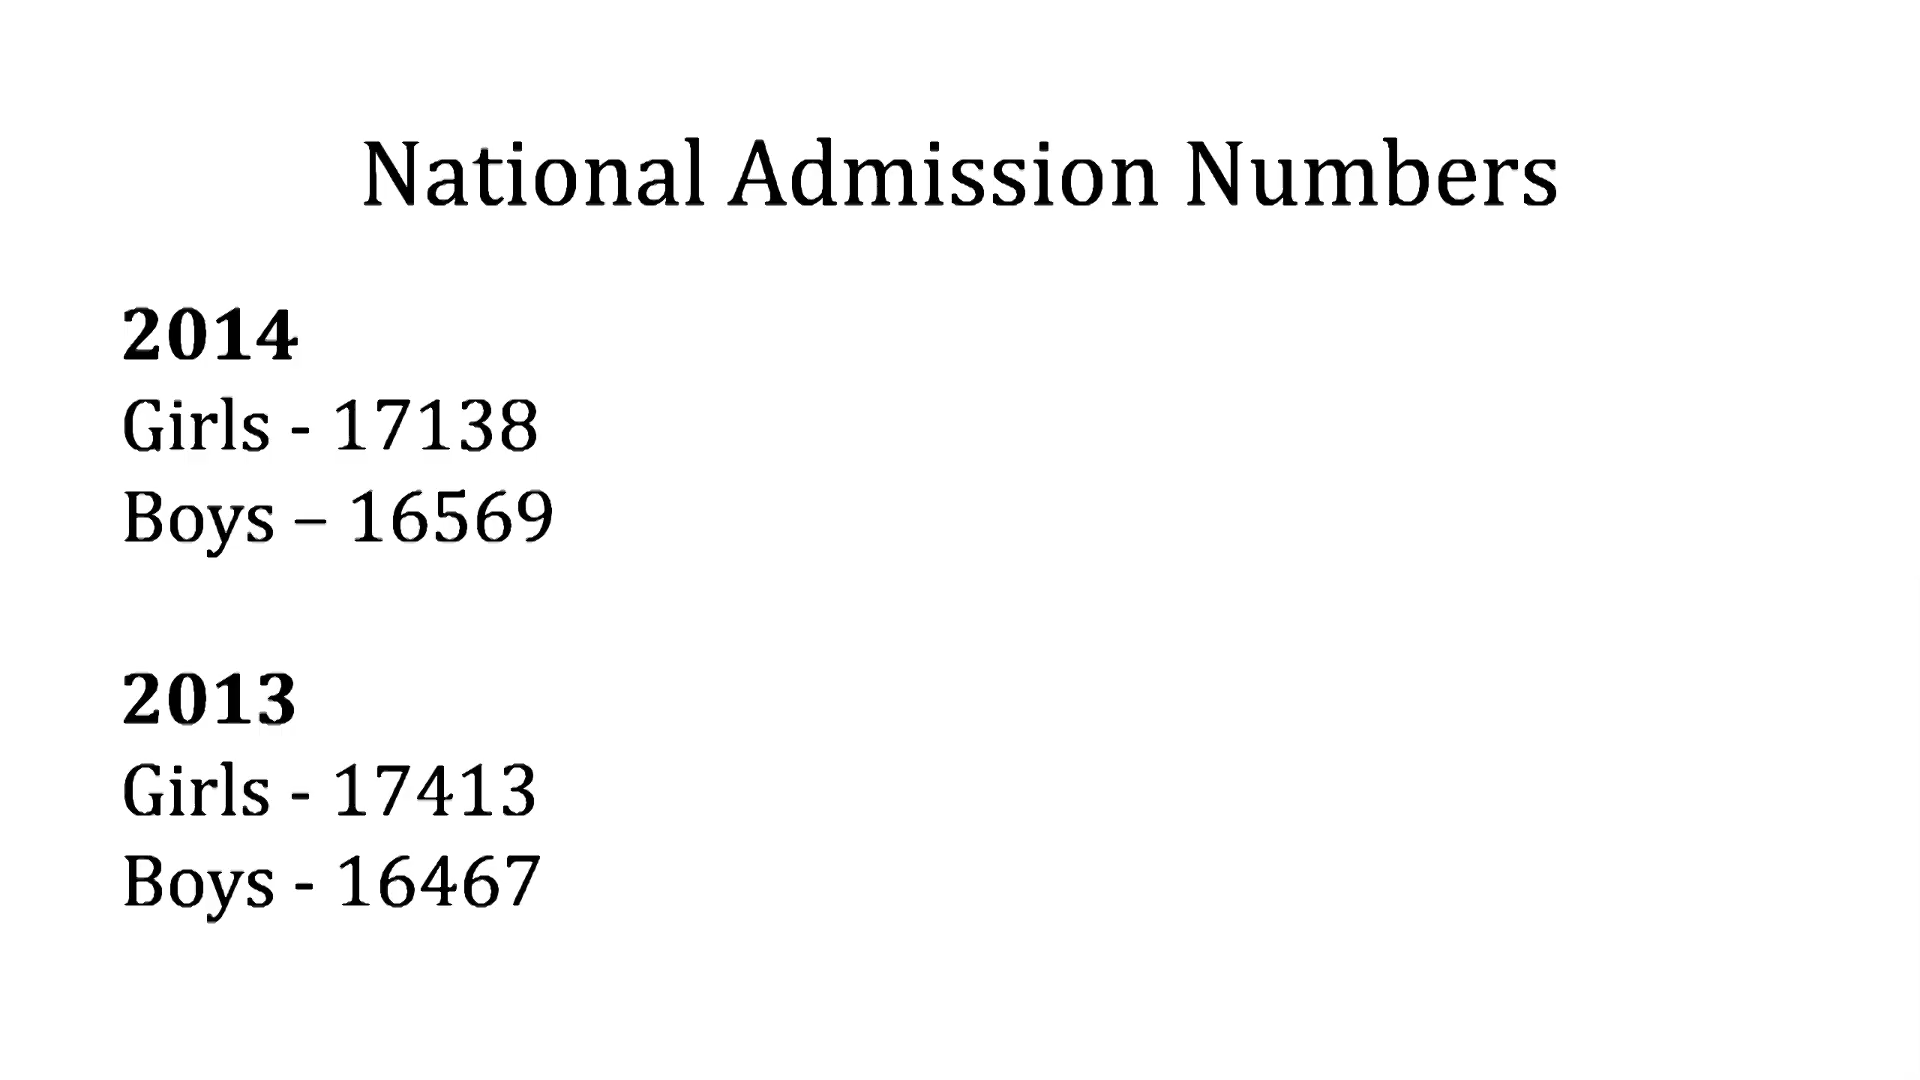 National Admission Numbers
2014
Girls - 17138
Boys – 16569
2013
Girls - 17413
Boys - 16467